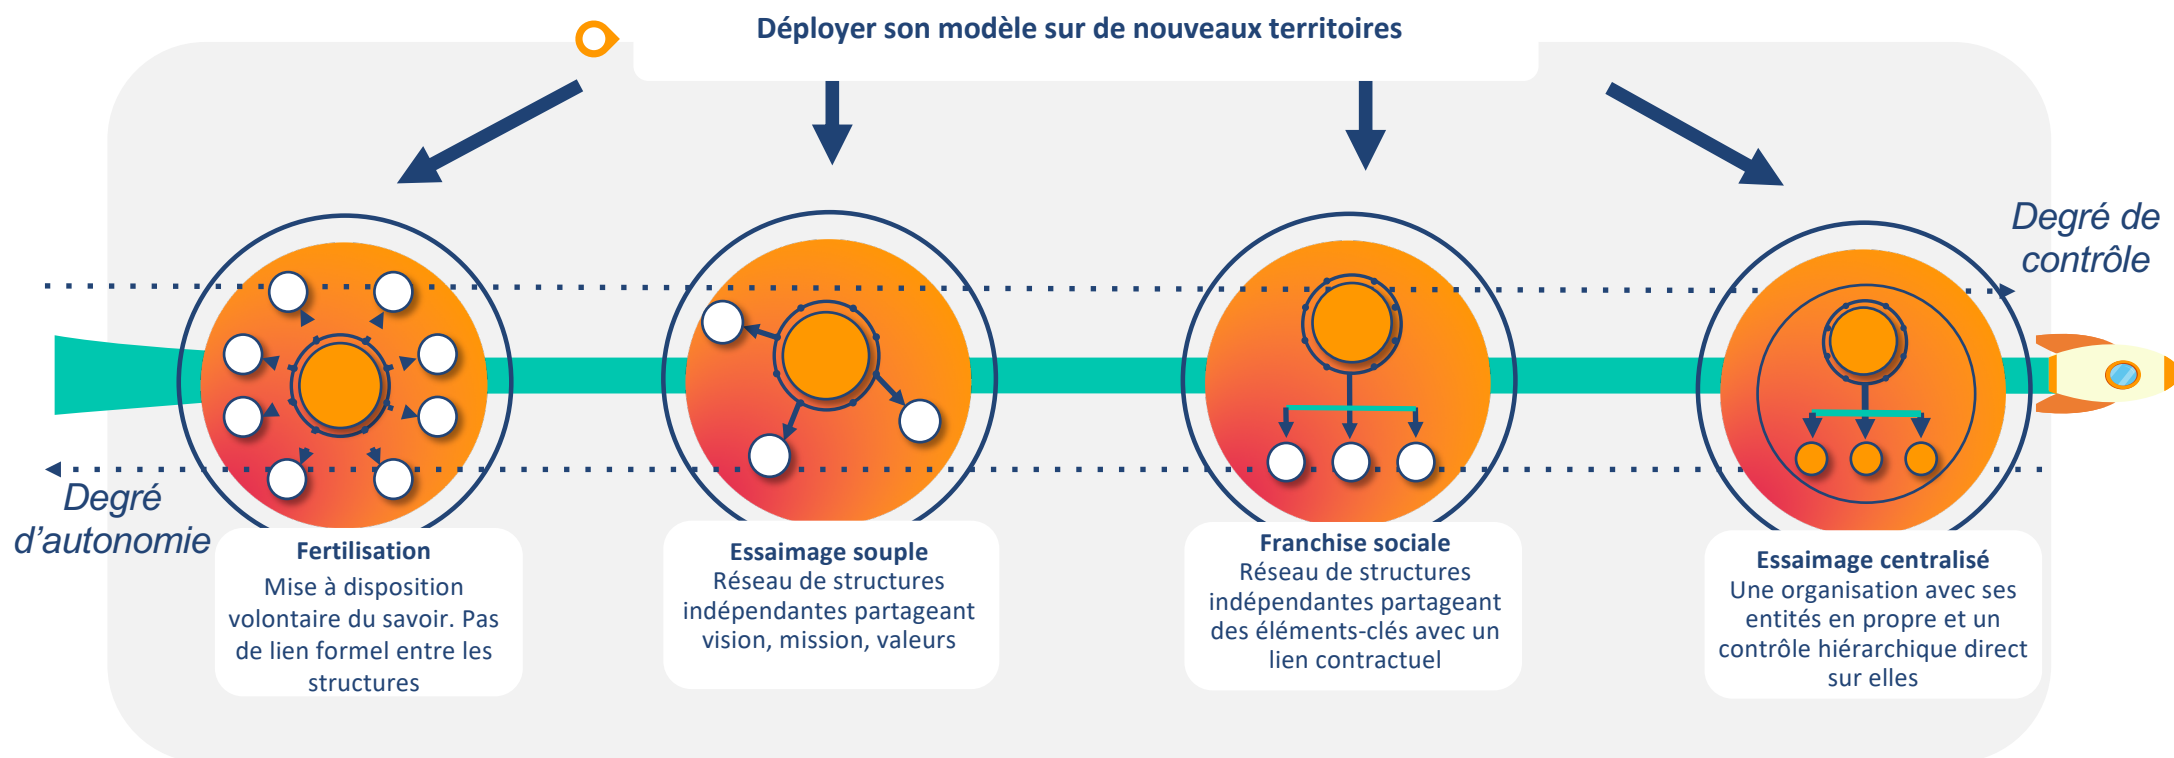 Déployer son modèle sur de nouveaux territoires
Degré de
contrôle
Degré
d’autonomie
Fertilisation
Mise à disposition
volontaire du savoir. Pas
de lien formel entre les
structures
Essaimage souple
Réseau de structures
indépendantes partageant
vision, mission, valeurs
Franchise sociale
Réseau de structures
indépendantes partageant
des éléments-clés avec un
lien contractuel
Essaimage centralisé
Une organisation avec ses
entités en propre et un
contrôle hiérarchique direct
sur elles